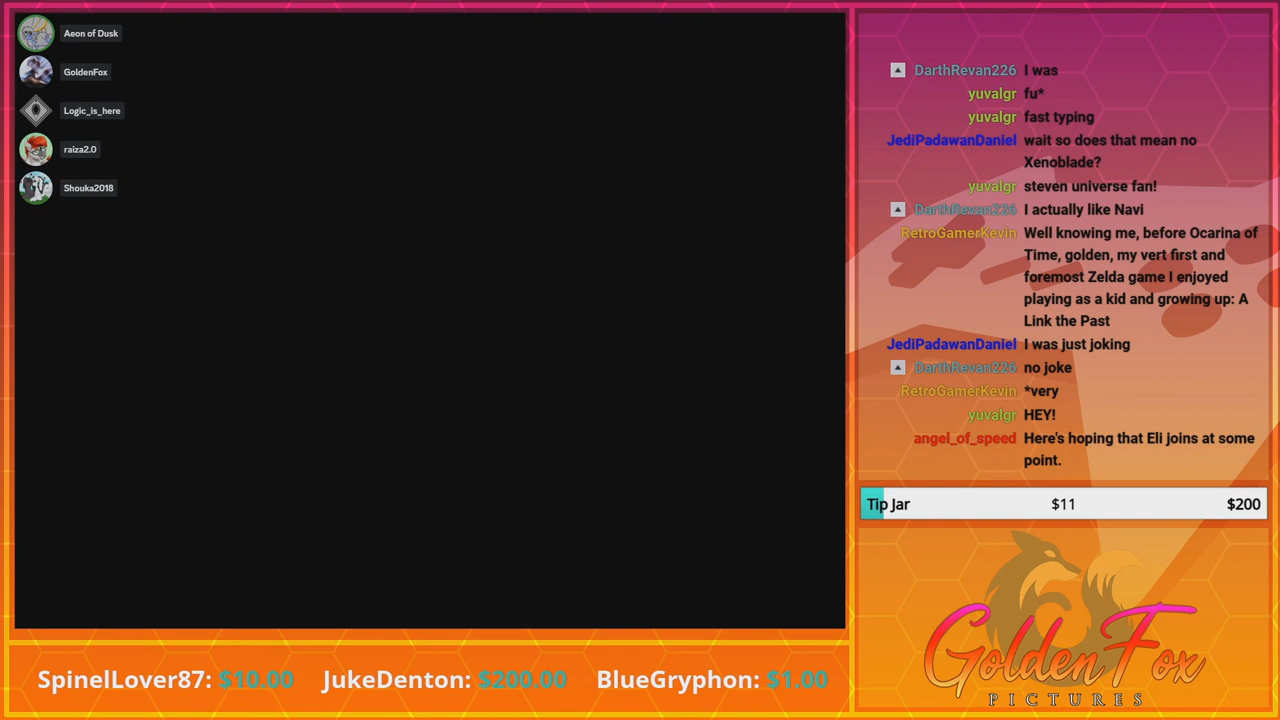 Aeon of Dusk
GoldenFox
Logic_is_here
raiza2.0
Shouka2018
DarthRevan226 I was
yuvalgr fu*
yuvalgr fast typing
JediPadawanDaniel wait so does that mean no
Xenoblade?
yuvalgr steven universe fan!
DarthRevan226 I actually like Navi
RetroGamerKevin Well knowing me, before Ocarina of
Time, golden, my vert first and
foremost Zelda game I enjoyed
playing as a kid and growing up: A
Link the Past
JediPadawanDaniel I was just joking
DarthRevan226 no joke
RetroGamerKevin *very
yuvalgr HEY!
angel_of_speed Here's hoping that Eli joins at some
point.
Tip Jar $11 $200
GoldenFox
PICTURES
SpinelLover87: $10.00 JukeDenton: $200.00 BlueGryphon: $1.00